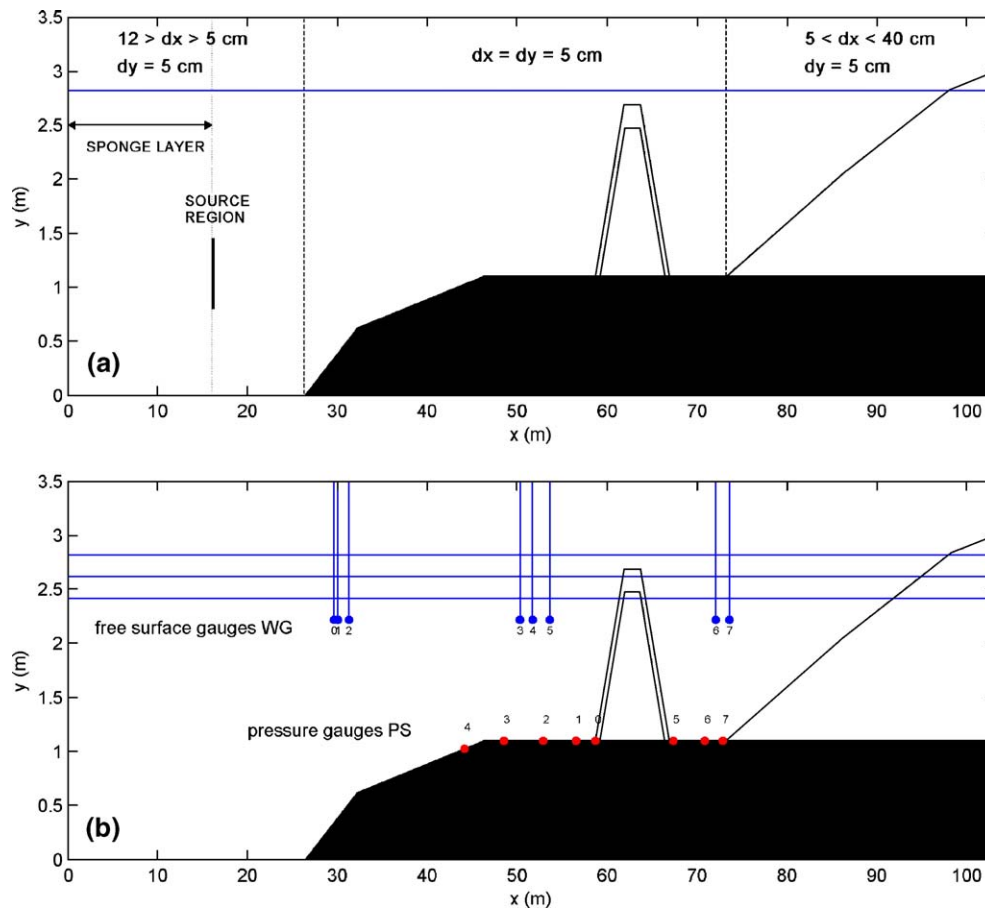 3.5
3
2.5
2
1.5
1
0.5
0
y (m)
12 > dx > 5 cm
dy = 5 cm
dx = dy = 5 cm
5 < dx < 40 cm
dy = 5 cm
SPONGE LAYER
SOURCE
REGION
(a)
0 10 20 30 40 50 60 70 80 90 100
x (m)
3.5
3
2.5
2
1.5
1
0.5
0
y (m)
free surface gauges WG
0 1 2 3 4 5 6 7
pressure gauges PS
4 3 2 1 0 5 6 7
(b)
0 10 20 30 40 50 60 70 80 90 100
x (m)